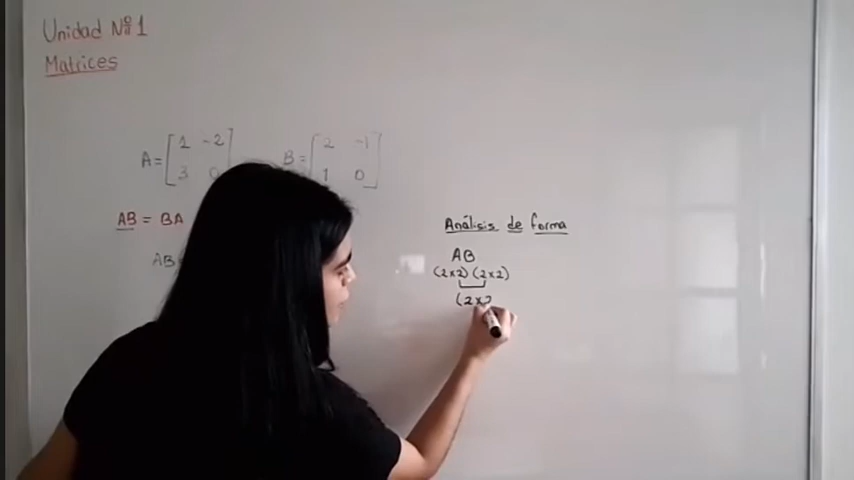 Unidad Nº1
Matrices
A = [ 1 -2
3 0
B = [ 2 -1 ]
1 0
AB = BA
AB
Análisis de forma
AB
(2x2) (2x2)
(2x2